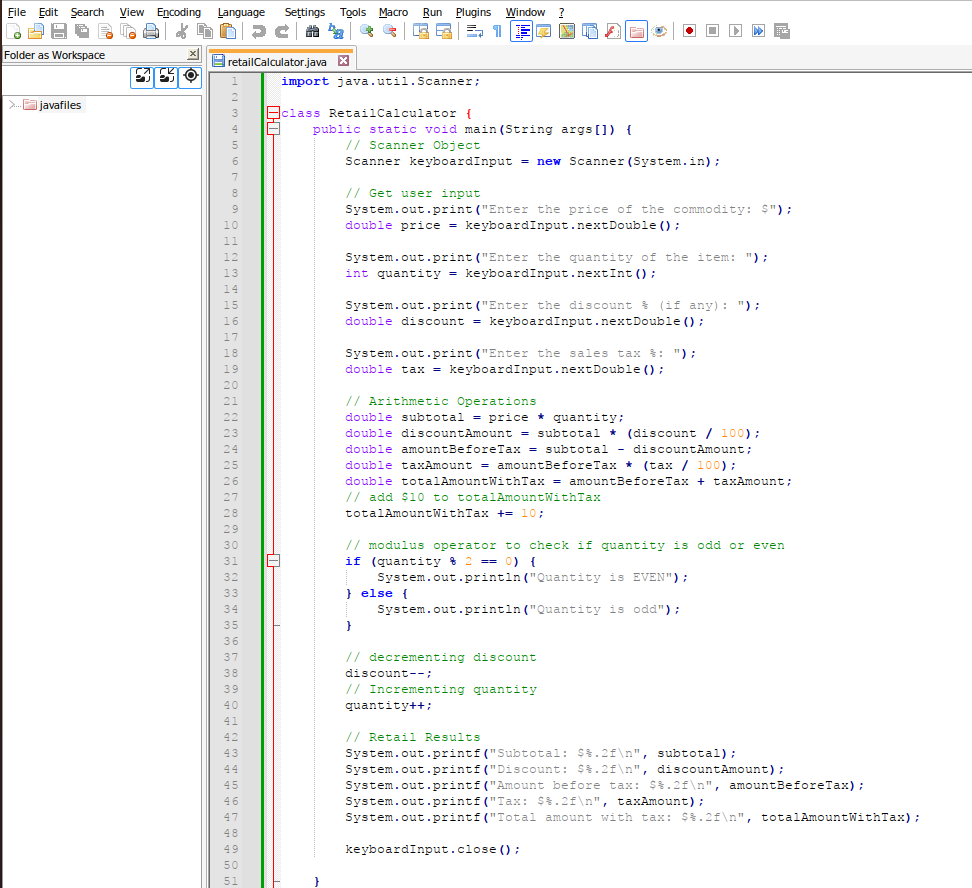 File Edit Search View Encoding Language Settings Tools Macro Run Plugins Window ?
Folder as Workspace
javafiles
retailCalculator.java
1 import java.util.Scanner;
2
3 class RetailCalculator {
4 public static void main(String args[]) {
5 // Scanner Object
6 Scanner keyboardInput = new Scanner(System.in);
7
8 // Get user input
9 System.out.print("Enter the price of the commodity: $");
10 double price = keyboardInput.nextDouble();
11
12 System.out.print("Enter the quantity of the item: ");
13 int quantity = keyboardInput.nextInt();
14
15 System.out.print("Enter the discount % (if any): ");
16 double discount = keyboardInput.nextDouble();
17
18 System.out.print("Enter the sales tax %: ");
19 double tax = keyboardInput.nextDouble();
20
21 // Arithmetic Operations
22 double subtotal = price * quantity;
23 double discountAmount = subtotal * (discount / 100);
24 double amountBeforeTax = subtotal - discountAmount;
25 double taxAmount = amountBeforeTax * (tax / 100);
26 double totalAmountWithTax = amountBeforeTax + taxAmount;
27 // add $10 to totalAmountWithTax
28 totalAmountWithTax += 10;
29
30 // modulus operator to check if quantity is odd or even
31 if (quantity % 2 == 0) {
32 System.out.println("Quantity is EVEN");
33 } else {
34 System.out.println("Quantity is odd");
35 }
36
37 // decrementing discount
38 discount--;
39 // Incrementing quantity
40 quantity++;
41
42 // Retail Results
43 System.out.printf("Subtotal: $%.2f\n", subtotal);
44 System.out.printf("Discount: $%.2f\n", discountAmount);
45 System.out.printf("Amount before tax: $%.2f\n", amountBeforeTax);
46 System.out.printf("Tax: $%.2f\n", taxAmount);
47 System.out.printf("Total amount with tax: $%.2f\n", totalAmountWithTax);
48
49 keyboardInput.close();
50
51 }